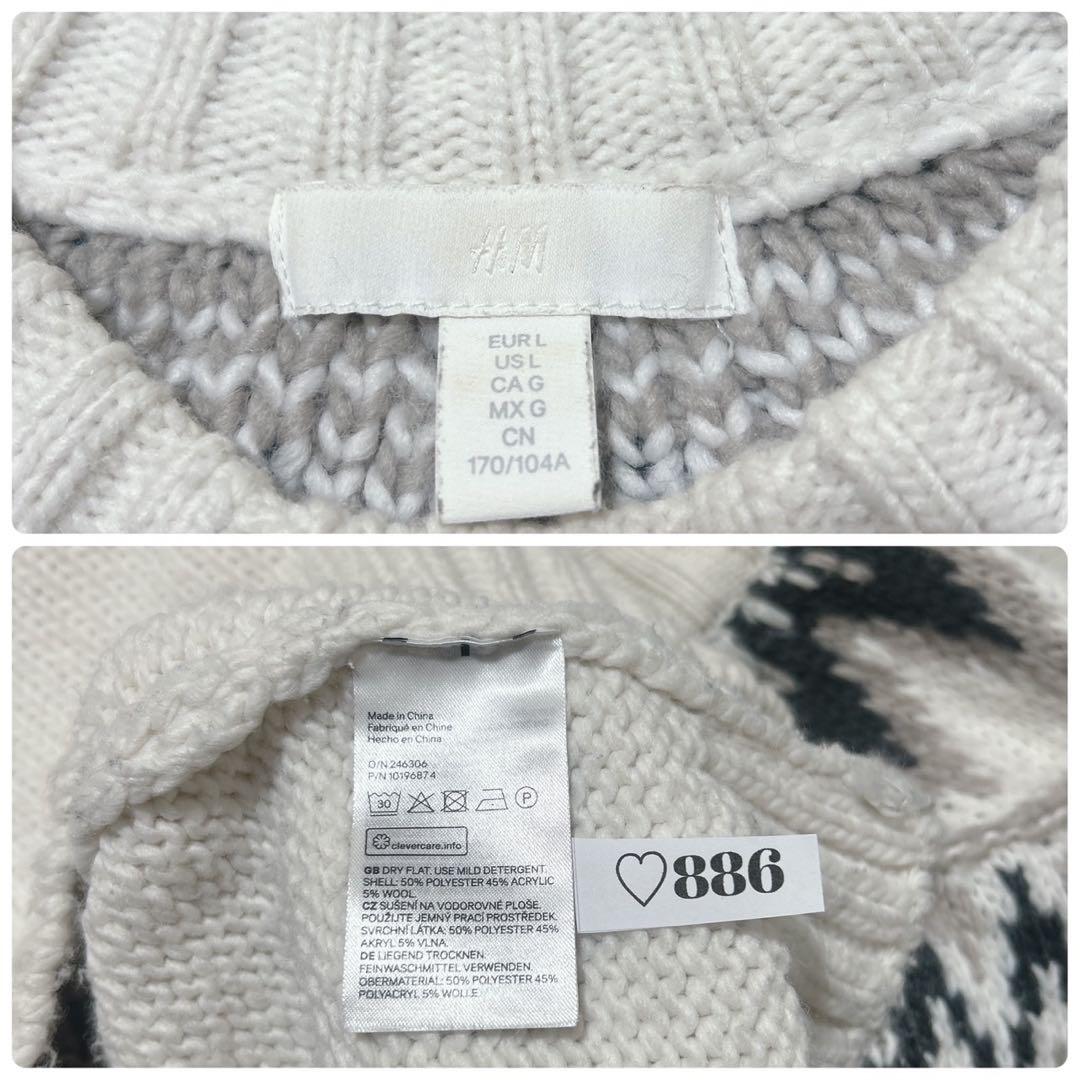 H&M
EUR L
US L
CA G
MX G
CN
170/104A
Made in China
Fabriqué en Chine
Hecho en China
O/N 246306
P/N 10196874
30
P
clevercare.info
GB DRY FLAT. USE MILD DETERGENT.
SHELL: 50% POLYESTER 45% ACRYLIC
5% WOOL.
CZ SUŠENÍ NA VODOROVNÉ PLOŠE.
POUŽIJTE JEMNÝ PRACÍ PROSTŘEDEK.
SVRCHNÍ LÁTKA: 50% POLYESTER 45%
AKRYL 5% VLNA.
DE LIEGEND TROCKNEN.
FEINWASCHMITTEL VERWENDEN.
OBERMATERIAL: 50% POLYESTER 45%
POLYACRYL 5% WOLLE.
♡886